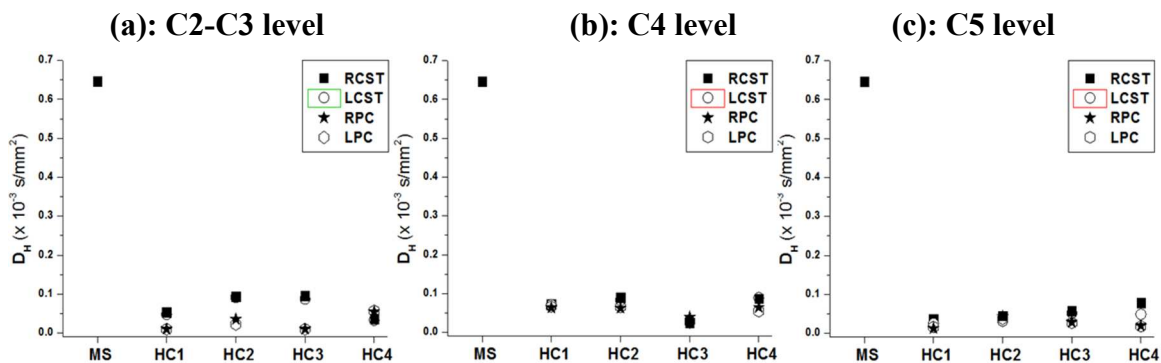 (a): C2-C3 level
(b): C4 level
(c): C5 level
D_H (x 10^-3 s/mm^2)
0.7
0.6
0.5
0.4
0.3
0.2
0.1
0.0
RCST
LCST
RPC
LPC
MS HC1 HC2 HC3 HC4
D_H (x 10^-3 s/mm^2)
0.7
0.6
0.5
0.4
0.3
0.2
0.1
0.0
RCST
LCST
RPC
LPC
MS HC1 HC2 HC3 HC4
D_H (x 10^-3 s/mm^2)
0.7
0.6
0.5
0.4
0.3
0.2
0.1
0.0
RCST
LCST
RPC
LPC
MS HC1 HC2 HC3 HC4